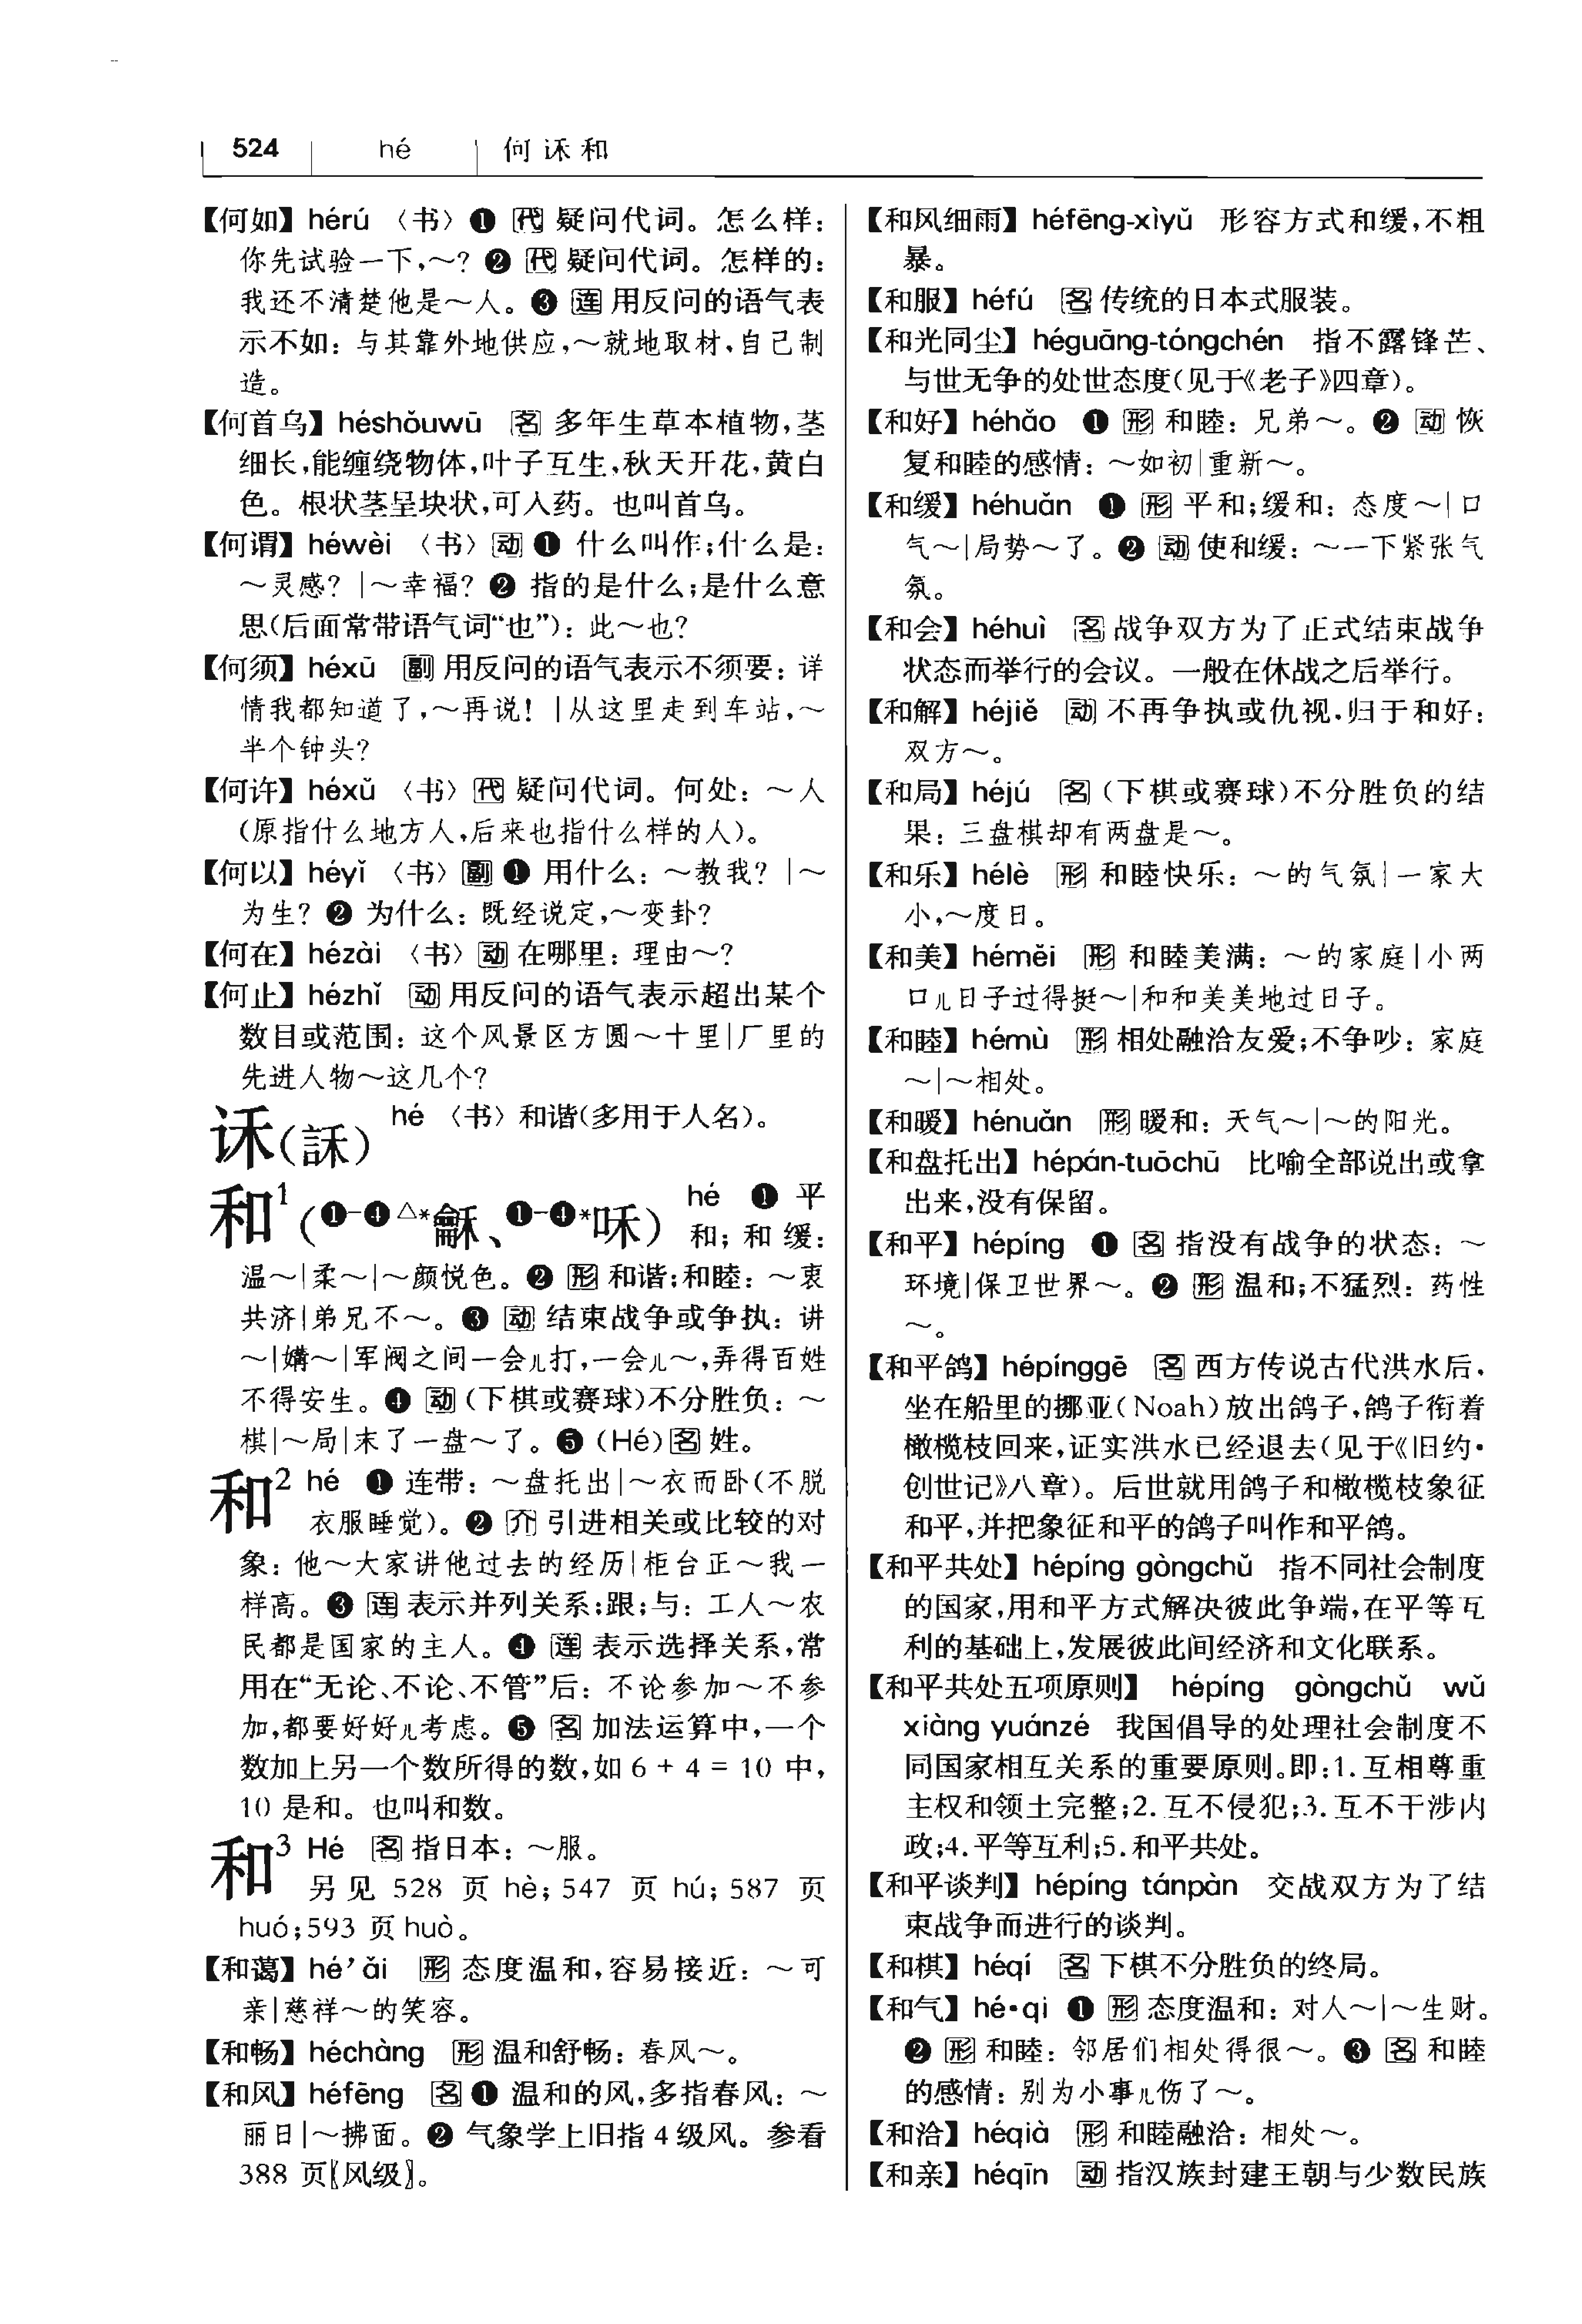 524 hé 何 诉 和
【何如】 hérú 〈书〉❶ 代 疑问代词。怎么样：
你先试验一下，～？❷ 代 疑问代词。怎样的：
我还不清楚他是～人。❸ 连 用反问的语气表
示不如：与其靠外地供应，～就地取材，自己制
造。
【何首乌】 héshǒuwū 名 多年生草本植物，茎
细长，能缠绕物体，叶子互生，秋天开花，黄白
色。根状茎呈块状，可入药。也叫首乌。
【何谓】 héwèi 〈书〉动❶ 什么叫作；什么是：
～灵感？|～幸福？❷ 指的是什么；是什么意
思（后面常带语气词“也”）：此～也？
【何须】 héxū 副 用反问的语气表示不须要：详
情我都知道了，～再说！|从这里走到车站，～
半个钟头？
【何许】 héxǔ 〈书〉代 疑问代词。何处：～人
（原指什么地方人，后来也指什么样的人）。
【何以】 héyǐ 〈书〉副❶ 用什么：～教我？|～
为生？❷ 为什么：既经说定，～变卦？
【何在】 hézài 〈书〉动 在哪里：理由～？
【何止】 hézhǐ 动 用反问的语气表示超出某个
数目或范围：这个风景区方圆～十里|厂里的
先进人物～这几个？
䜣(訸) hé 〈书〉和谐（多用于人名）。
和¹(❶-❹△*龢、❶-❹*咊) hé ❶ 平
和；和缓：
温～|柔～|～颜悦色。❷ 形 和谐；和睦：～衷
共济|弟兄不～。❸ 动 结束战争或争执：讲
～|媾～|军阀之间一会儿打，一会儿～，弄得百姓
不得安生。❹ 动（下棋或赛球）不分胜负：～
棋|～局|末了一盘～了。❺（Hé）名 姓。
和² hé ❶ 连带：～盘托出|～衣而卧（不脱
衣服睡觉）。❷ 介 引进相关或比较的对
象：他～大家讲他过去的经历|柜台正～我一
样高。❸ 连 表示并列关系；跟；与：工人～农
民都是国家的主人。❹ 连 表示选择关系，常
用在“无论、不论、不管”后：不论参加～不参
加，都要好好儿考虑。❺ 名 加法运算中，一个
数加上另一个数所得的数，如 6 + 4 = 10 中，
10 是和。也叫和数。
和³ Hé 名 指日本：～服。
另见 528 页 hè；547 页 hú；587 页
huó；593 页 huò。
【和蔼】 hé’ǎi 形 态度温和，容易接近：～可
亲|慈祥～的笑容。
【和畅】 héchàng 形 温和舒畅：春风～。
【和风】 héfēng 名❶ 温和的风，多指春风：～
丽日|～拂面。❷ 气象学上旧指 4 级风。参看
388 页〖风级〗。
【和风细雨】 héfēng-xìyǔ 形容方式和缓，不粗
暴。
【和服】 héfú 名 传统的日本式服装。
【和光同尘】 héguāng-tóngchén 指不露锋芒、
与世无争的处世态度（见于《老子》四章）。
【和好】 héhǎo ❶ 形 和睦：兄弟～。❷ 动 恢
复和睦的感情：～如初|重新～。
【和缓】 héhuǎn ❶ 形 平和；缓和：态度～|口
气～|局势～了。❷ 动 使和缓：～一下紧张气
氛。
【和会】 héhuì 名 战争双方为了正式结束战争
状态而举行的会议。一般在休战之后举行。
【和解】 héjiě 动 不再争执或仇视，归于和好：
双方～。
【和局】 héjú 名（下棋或赛球）不分胜负的结
果：三盘棋却有两盘是～。
【和乐】 hélè 形 和睦快乐：～的气氛|一家大
小，～度日。
【和美】 héměi 形 和睦美满：～的家庭|小两
口儿日子过得挺～|和和美美地过日子。
【和睦】 hémù 形 相处融洽友爱；不争吵：家庭
～|～相处。
【和暖】 hénuǎn 形 暖和：天气～|～的阳光。
【和盘托出】 hépán-tuōchū 比喻全部说出或拿
出来，没有保留。
【和平】 hépíng ❶ 名 指没有战争的状态：～
环境|保卫世界～。❷ 形 温和；不猛烈：药性
～。
【和平鸽】 hépínggē 名 西方传说古代洪水后，
坐在船里的挪亚（Noah）放出鸽子，鸽子衔着
橄榄枝回来，证实洪水已经退去（见于《旧约·
创世记》八章）。后世就用鸽子和橄榄枝象征
和平，并把象征和平的鸽子叫作和平鸽。
【和平共处】 hépíng gòngchǔ 指不同社会制度
的国家，用和平方式解决彼此争端，在平等互
利的基础上，发展彼此间经济和文化联系。
【和平共处五项原则】 hépíng gòngchǔ wǔ
xiàng yuánzé 我国倡导的处理社会制度不
同国家相互关系的重要原则。即：1. 互相尊重
主权和领土完整；2. 互不侵犯；3. 互不干涉内
政；4. 平等互利；5. 和平共处。
【和平谈判】 hépíng tánpàn 交战双方为了结
束战争而进行的谈判。
【和棋】 héqí 名 下棋不分胜负的终局。
【和气】 hé·qi ❶ 形 态度温和：对人～|～生财。
❷ 形 和睦：邻居们相处得很～。❸ 名 和睦
的感情：别为小事儿伤了～。
【和洽】 héqià 形 和睦融洽：相处～。
【和亲】 héqīn 动 指汉族封建王朝与少数民族